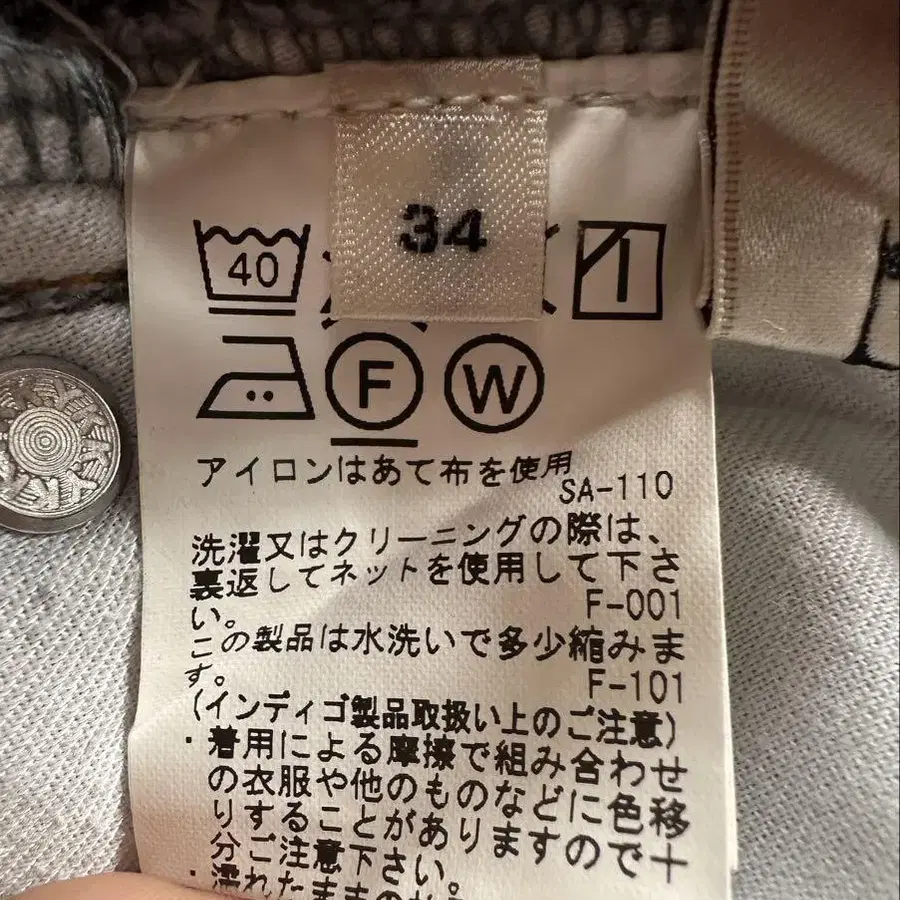 34
40
F
W
アイロンはあて布を使用
SA-110
洗濯又はクリーニングの際は、
裏返してネットを使用して下さ
い。
F-001
この製品は水洗いで多少縮みま
す。
F-101
(インディゴ製品取扱い上のご注意)
・着用による摩擦で組み合わせ
の衣服や他のものなどに色移
りすることがありますので十
分ご注意下さい。
・濡れたままの